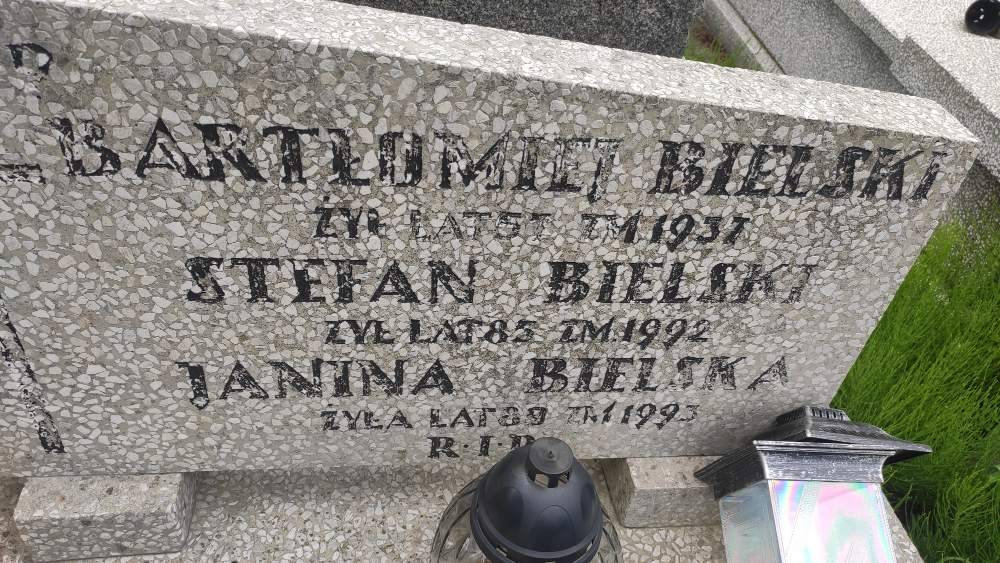 BARTŁOMIEJ BIELSKI
ŻYŁ LAT 57 ZM. 1937
STEFAN BIELSKI
ŻYŁ LAT 83 ZM. 1992
JANINA BIELSKA
ŻYŁA LAT 89 ZM. 1993
R.I.P